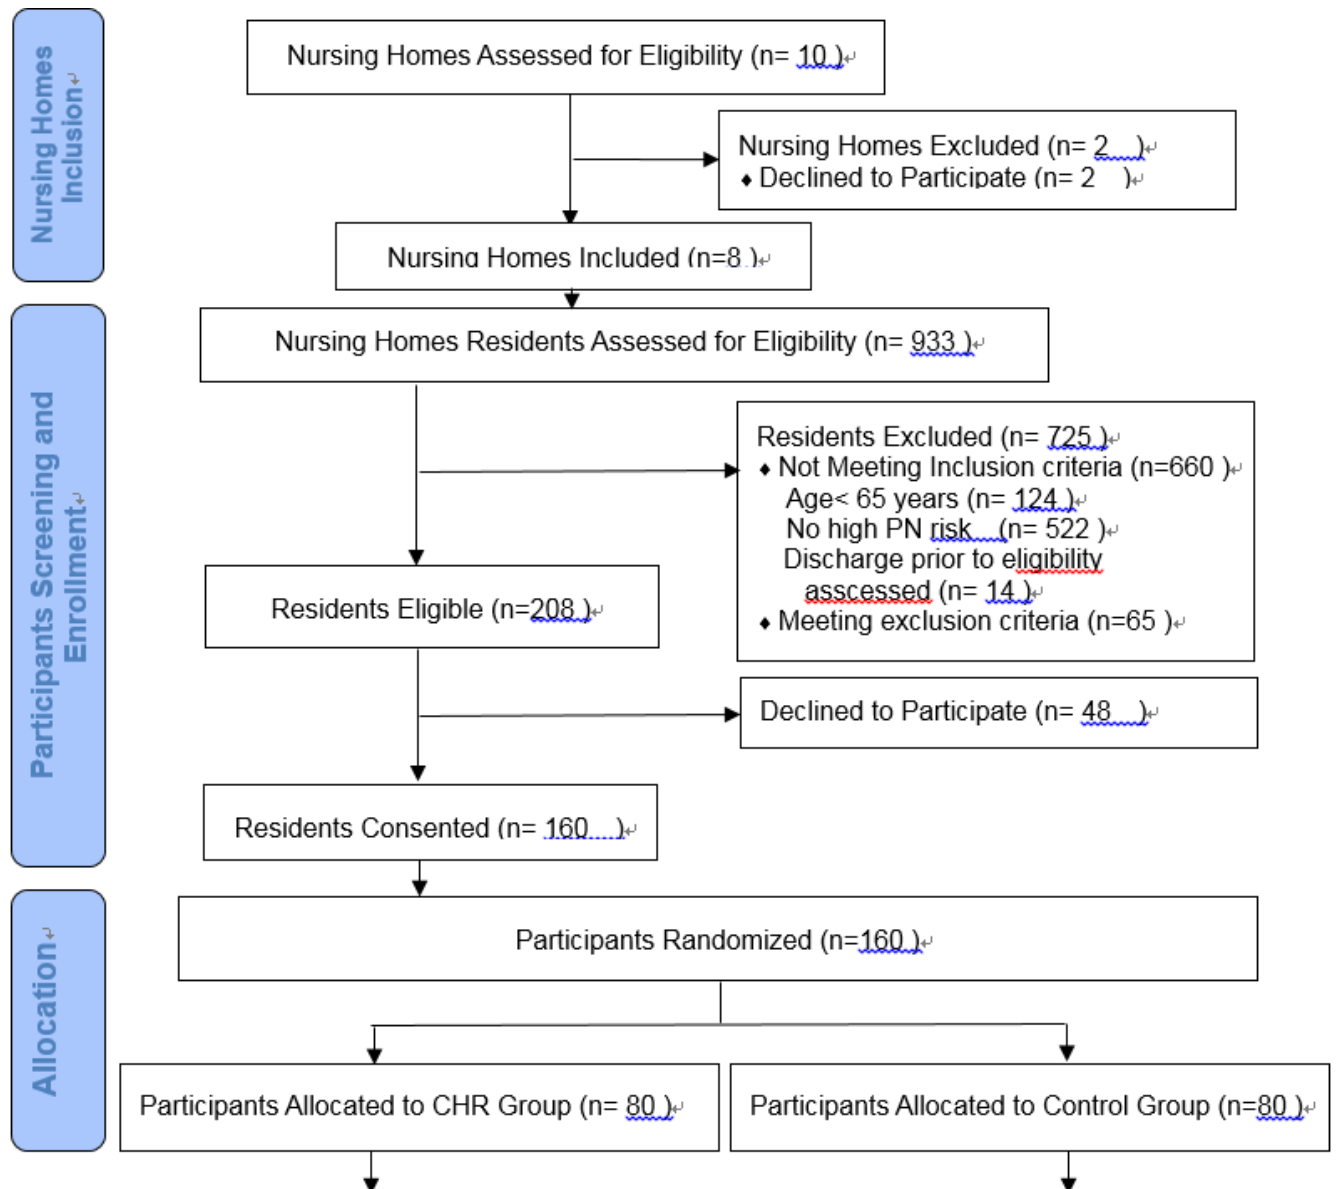 Nursing Homes
Inclusion
Nursing Homes Assessed for Eligibility (n= 10 )
Nursing Homes Excluded (n= 2 )
♦ Declined to Participate (n= 2 )
Nursing Homes Included (n=8 )
Participants Screening and
Enrollment
Nursing Homes Residents Assessed for Eligibility (n= 933 )
Residents Excluded (n= 725 )
♦ Not Meeting Inclusion criteria (n=660 )
Age< 65 years (n= 124 )
No high PN risk (n= 522 )
Discharge prior to eligibility
asscessed (n= 14 )
♦ Meeting exclusion criteria (n=65 )
Residents Eligible (n=208 )
Declined to Participate (n= 48 )
Residents Consented (n= 160 )
Allocation
Participants Randomized (n=160 )
Participants Allocated to CHR Group (n= 80 )
Participants Allocated to Control Group (n=80 )